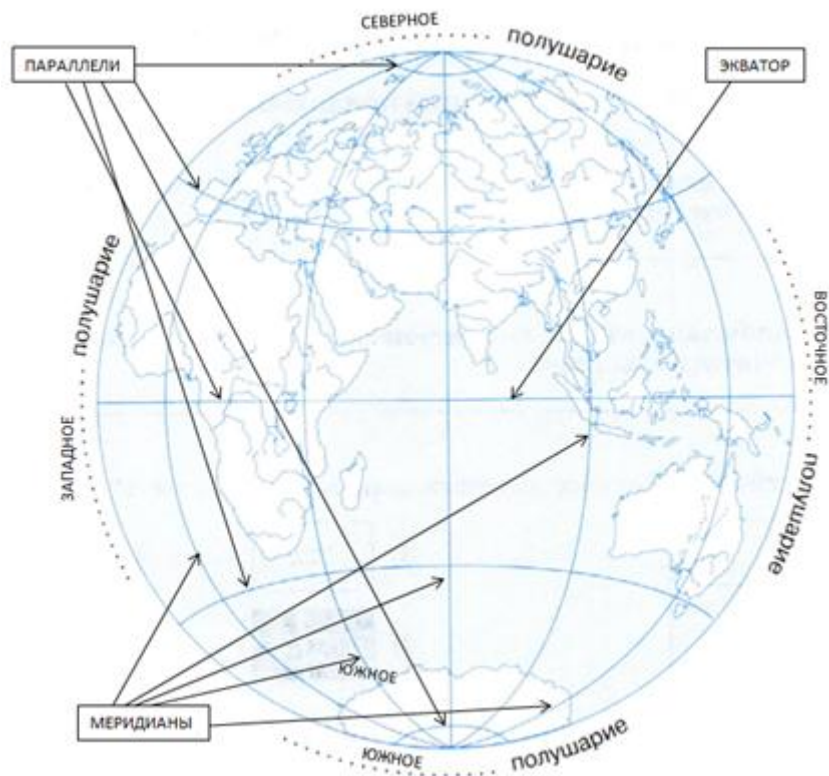 СЕВЕРНОЕ
полушарие
ПАРАЛЛЕЛИ
ЭКВАТОР
полушарие
ЗАПАДНОЕ
ВОСТОЧНОЕ
полушарие
ЮЖНОЕ
МЕРИДИАНЫ
ЮЖНОЕ
полушарие